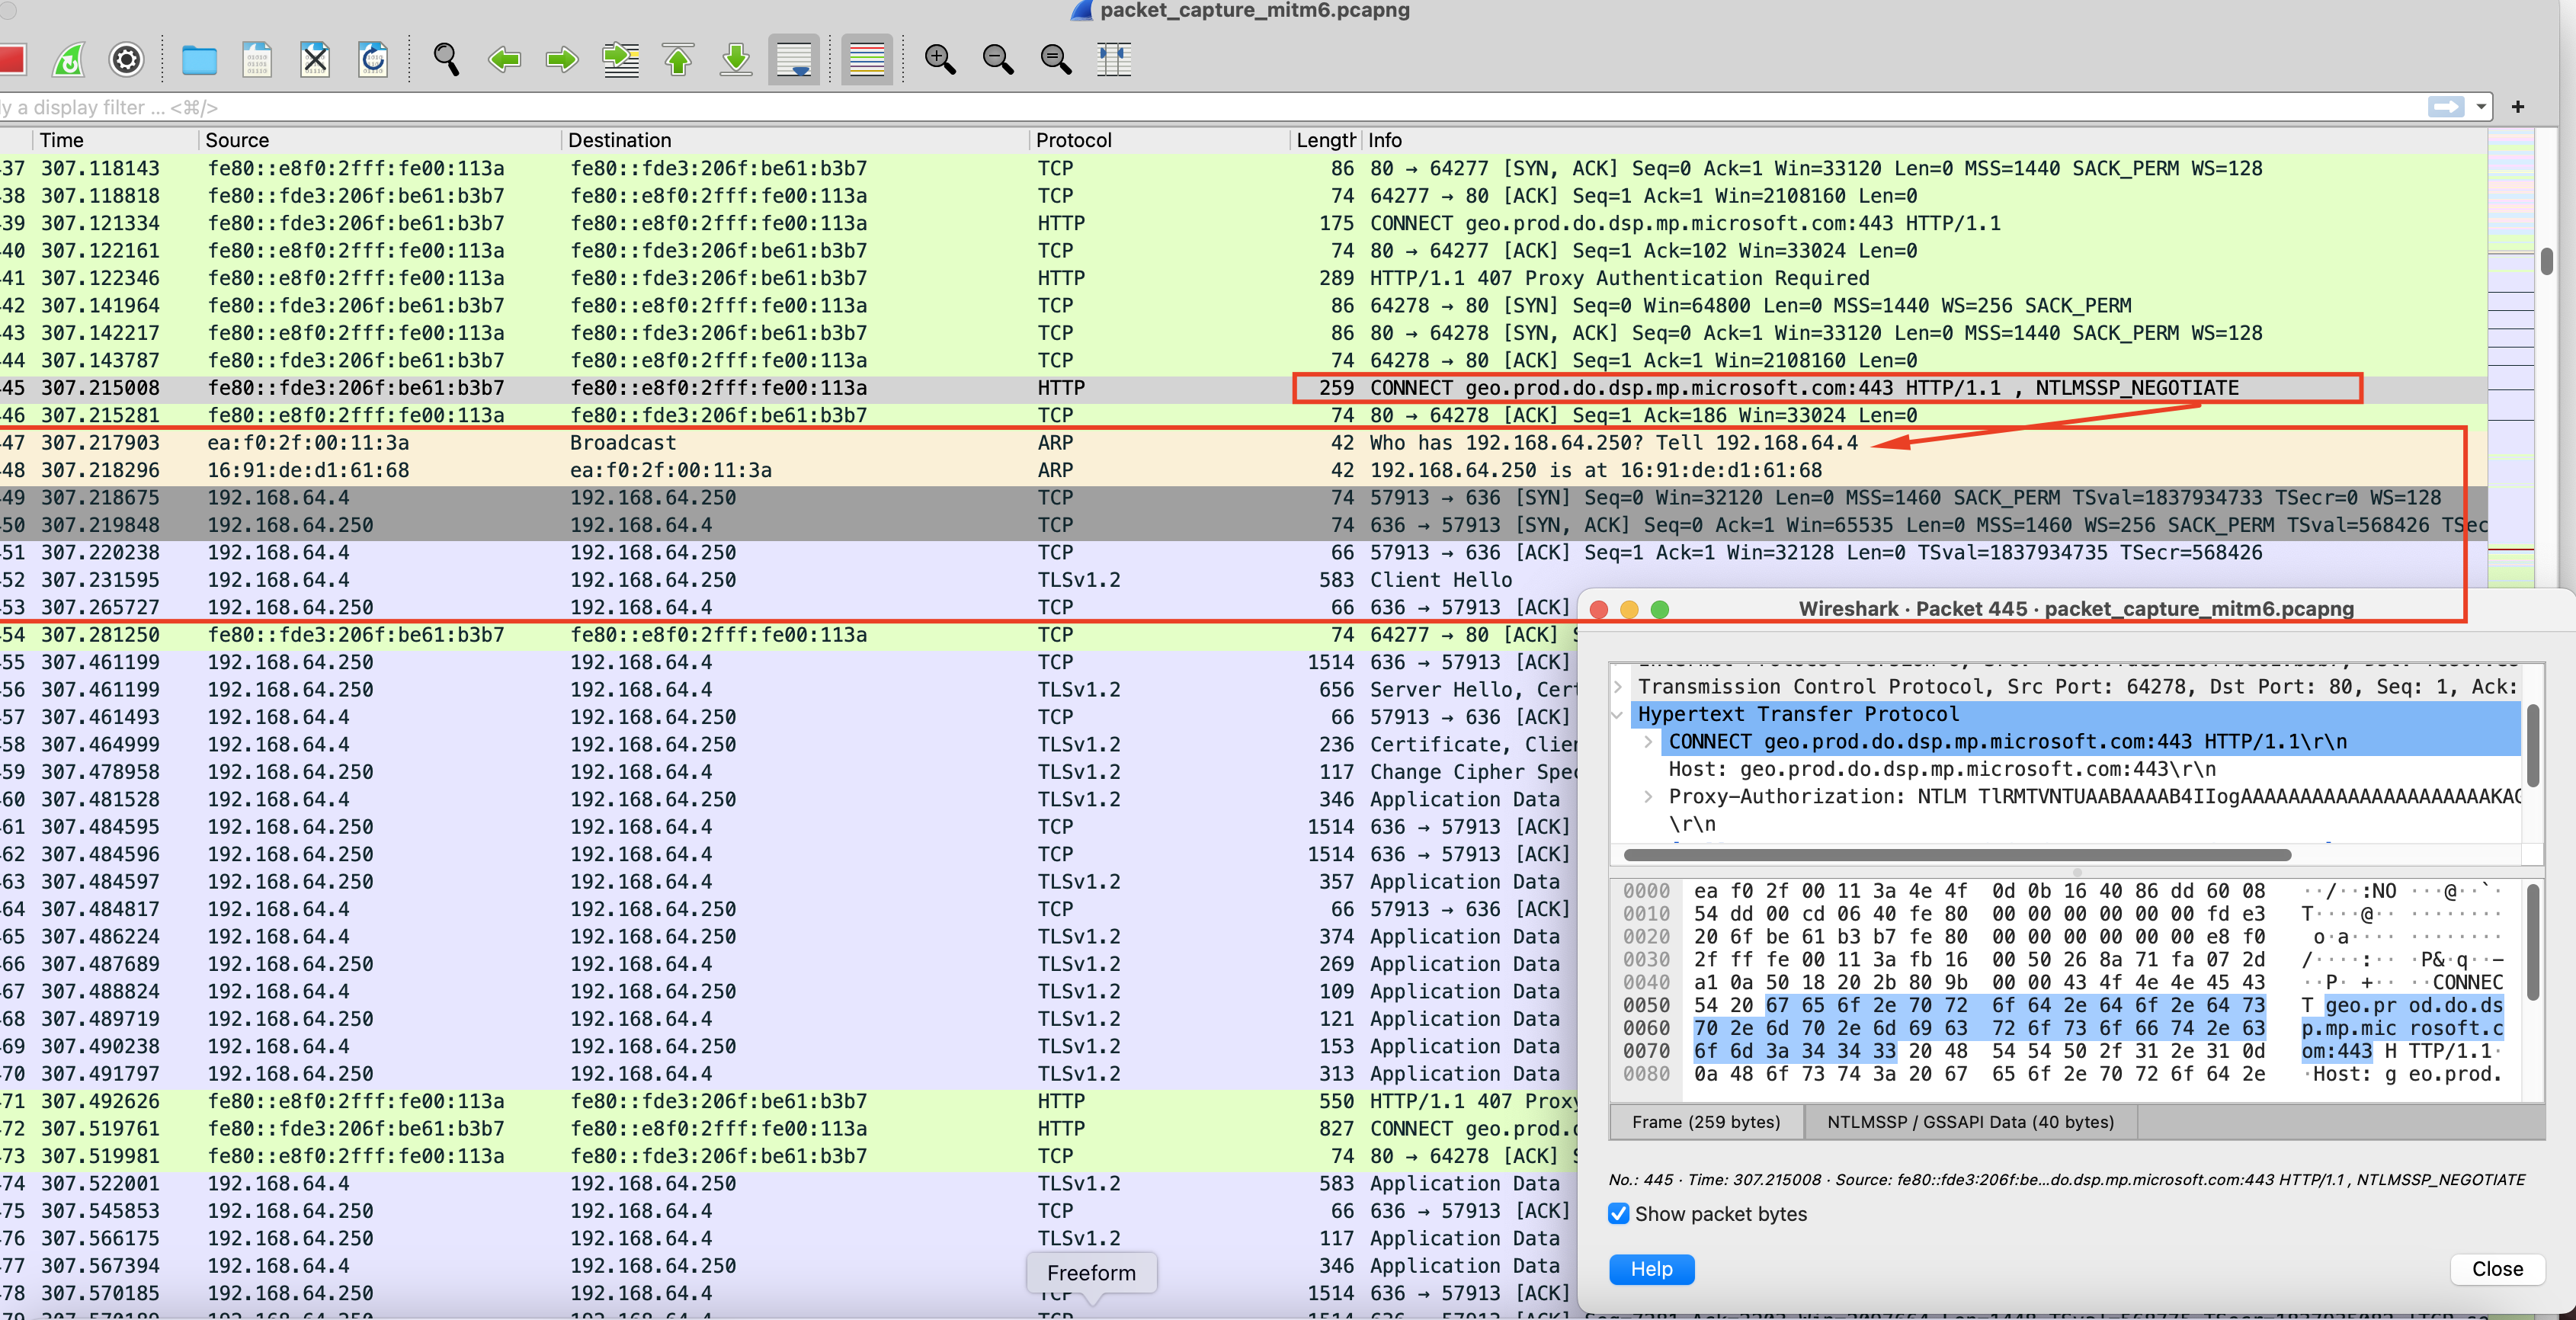 packet_capture_mitm6.pcapng
y a display filter ... <⌘/>
+
Time Source Destination Protocol Length Info
37 307.118143 fe80::e8f0:2fff:fe00:113a fe80::fde3:206f:be61:b3b7 TCP 86 80 → 64277 [SYN, ACK] Seq=0 Ack=1 Win=33120 Len=0 MSS=1440 SACK_PERM WS=128
38 307.118818 fe80::fde3:206f:be61:b3b7 fe80::e8f0:2fff:fe00:113a TCP 74 64277 → 80 [ACK] Seq=1 Ack=1 Win=2108160 Len=0
39 307.121334 fe80::fde3:206f:be61:b3b7 fe80::e8f0:2fff:fe00:113a HTTP 175 CONNECT geo.prod.do.dsp.mp.microsoft.com:443 HTTP/1.1
40 307.122161 fe80::e8f0:2fff:fe00:113a fe80::fde3:206f:be61:b3b7 TCP 74 80 → 64277 [ACK] Seq=1 Ack=102 Win=33024 Len=0
41 307.122346 fe80::e8f0:2fff:fe00:113a fe80::fde3:206f:be61:b3b7 HTTP 289 HTTP/1.1 407 Proxy Authentication Required
42 307.141964 fe80::fde3:206f:be61:b3b7 fe80::e8f0:2fff:fe00:113a TCP 86 64278 → 80 [SYN] Seq=0 Win=64800 Len=0 MSS=1440 WS=256 SACK_PERM
43 307.142217 fe80::e8f0:2fff:fe00:113a fe80::fde3:206f:be61:b3b7 TCP 86 80 → 64278 [SYN, ACK] Seq=0 Ack=1 Win=33120 Len=0 MSS=1440 SACK_PERM WS=128
44 307.143787 fe80::fde3:206f:be61:b3b7 fe80::e8f0:2fff:fe00:113a TCP 74 64278 → 80 [ACK] Seq=1 Ack=1 Win=2108160 Len=0
45 307.215008 fe80::fde3:206f:be61:b3b7 fe80::e8f0:2fff:fe00:113a HTTP 259 CONNECT geo.prod.do.dsp.mp.microsoft.com:443 HTTP/1.1 , NTLMSSP_NEGOTIATE
46 307.215281 fe80::e8f0:2fff:fe00:113a fe80::fde3:206f:be61:b3b7 TCP 74 80 → 64278 [ACK] Seq=1 Ack=186 Win=33024 Len=0
47 307.217903 ea:f0:2f:00:11:3a Broadcast ARP 42 Who has 192.168.64.250? Tell 192.168.64.4
48 307.218296 16:91:de:d1:61:68 ea:f0:2f:00:11:3a ARP 42 192.168.64.250 is at 16:91:de:d1:61:68
49 307.218675 192.168.64.4 192.168.64.250 TCP 74 57913 → 636 [SYN] Seq=0 Win=32120 Len=0 MSS=1460 SACK_PERM TSval=1837934733 TSecr=0 WS=128
50 307.219848 192.168.64.250 192.168.64.4 TCP 74 636 → 57913 [SYN, ACK] Seq=0 Ack=1 Win=65535 Len=0 MSS=1460 WS=256 SACK_PERM TSval=568426 TSec
51 307.220238 192.168.64.4 192.168.64.250 TCP 66 57913 → 636 [ACK] Seq=1 Ack=1 Win=32128 Len=0 TSval=1837934735 TSecr=568426
52 307.231595 192.168.64.4 192.168.64.250 TLSv1.2 583 Client Hello
53 307.265727 192.168.64.250 192.168.64.4 TCP 66 636 → 57913 [ACK]
54 307.281250 fe80::fde3:206f:be61:b3b7 fe80::e8f0:2fff:fe00:113a TCP 74 64277 → 80 [ACK] S
55 307.461199 192.168.64.250 192.168.64.4 TCP 1514 636 → 57913 [ACK]
56 307.461199 192.168.64.250 192.168.64.4 TLSv1.2 656 Server Hello, Cert
57 307.461493 192.168.64.4 192.168.64.250 TCP 66 57913 → 636 [ACK]
58 307.464999 192.168.64.4 192.168.64.250 TLSv1.2 236 Certificate, Clien
59 307.478958 192.168.64.250 192.168.64.4 TLSv1.2 117 Change Cipher Spec
60 307.481528 192.168.64.4 192.168.64.250 TLSv1.2 346 Application Data
61 307.484595 192.168.64.250 192.168.64.4 TCP 1514 636 → 57913 [ACK]
62 307.484596 192.168.64.250 192.168.64.4 TCP 1514 636 → 57913 [ACK]
63 307.484597 192.168.64.250 192.168.64.4 TLSv1.2 357 Application Data
64 307.484817 192.168.64.4 192.168.64.250 TCP 66 57913 → 636 [ACK]
65 307.486224 192.168.64.4 192.168.64.250 TLSv1.2 374 Application Data
66 307.487689 192.168.64.250 192.168.64.4 TLSv1.2 269 Application Data
67 307.488824 192.168.64.4 192.168.64.250 TLSv1.2 109 Application Data
68 307.489719 192.168.64.250 192.168.64.4 TLSv1.2 121 Application Data
69 307.490238 192.168.64.4 192.168.64.250 TLSv1.2 153 Application Data
70 307.491797 192.168.64.250 192.168.64.4 TLSv1.2 313 Application Data
71 307.492626 fe80::e8f0:2fff:fe00:113a fe80::fde3:206f:be61:b3b7 HTTP 550 HTTP/1.1 407 Proxy
72 307.519761 fe80::fde3:206f:be61:b3b7 fe80::e8f0:2fff:fe00:113a HTTP 827 CONNECT geo.prod.d
73 307.519981 fe80::e8f0:2fff:fe00:113a fe80::fde3:206f:be61:b3b7 TCP 74 80 → 64278 [ACK] S
74 307.522001 192.168.64.4 192.168.64.250 TLSv1.2 583 Application Data
75 307.545853 192.168.64.250 192.168.64.4 TCP 66 636 → 57913 [ACK]
76 307.566175 192.168.64.250 192.168.64.4 TLSv1.2 117 Application Data
77 307.567394 192.168.64.4 192.168.64.250 TLSv1.2 346 Application Data
78 307.570185 192.168.64.250 192.168.64.4 TCP 1514 636 → 57913 [ACK]
Freeform
Wireshark · Packet 445 · packet_capture_mitm6.pcapng
Transmission Control Protocol, Src Port: 64278, Dst Port: 80, Seq: 1, Ack:
Hypertext Transfer Protocol
CONNECT geo.prod.do.dsp.mp.microsoft.com:443 HTTP/1.1\r\n
Host: geo.prod.do.dsp.mp.microsoft.com:443\r\n
Proxy-Authorization: NTLM TlRMTVNTUAABAAAAB4IIogAAAAAAAAAAAAAAAAAAAAAKAG
\r\n
0000 ea f0 2f 00 11 3a 4e 4f 0d 0b 16 40 86 dd 60 08 ··/··:NO ···@··`·
0010 54 dd 00 cd 06 40 fe 80 00 00 00 00 00 00 fd e3 T····@·· ········
0020 20 6f be 61 b3 b7 fe 80 00 00 00 00 00 00 e8 f0 o·a···· ········
0030 2f ff fe 00 11 3a fb 16 00 50 26 8a 71 fa 07 2d /····:·· ·P&·q··-
0040 a1 0a 50 18 20 2b 80 9b 00 00 43 4f 4e 4e 45 43 ··P· +·· ··CONNEC
0050 54 20 67 65 6f 2e 70 72 6f 64 2e 64 6f 2e 64 73 T geo.pr od.do.ds
0060 70 2e 6d 70 2e 6d 69 63 72 6f 73 6f 66 74 2e 63 p.mp.mic rosoft.c
0070 6f 6d 3a 34 34 33 20 48 54 54 50 2f 31 2e 31 0d om:443 H TTP/1.1·
0080 0a 48 6f 73 74 3a 20 67 65 6f 2e 70 72 6f 64 2e ·Host: g eo.prod.
Frame (259 bytes) NTLMSSP / GSSAPI Data (40 bytes)
No.: 445 · Time: 307.215008 · Source: fe80::fde3:206f:be...do.dsp.mp.microsoft.com:443 HTTP/1.1 , NTLMSSP_NEGOTIATE
Show packet bytes
Help Close